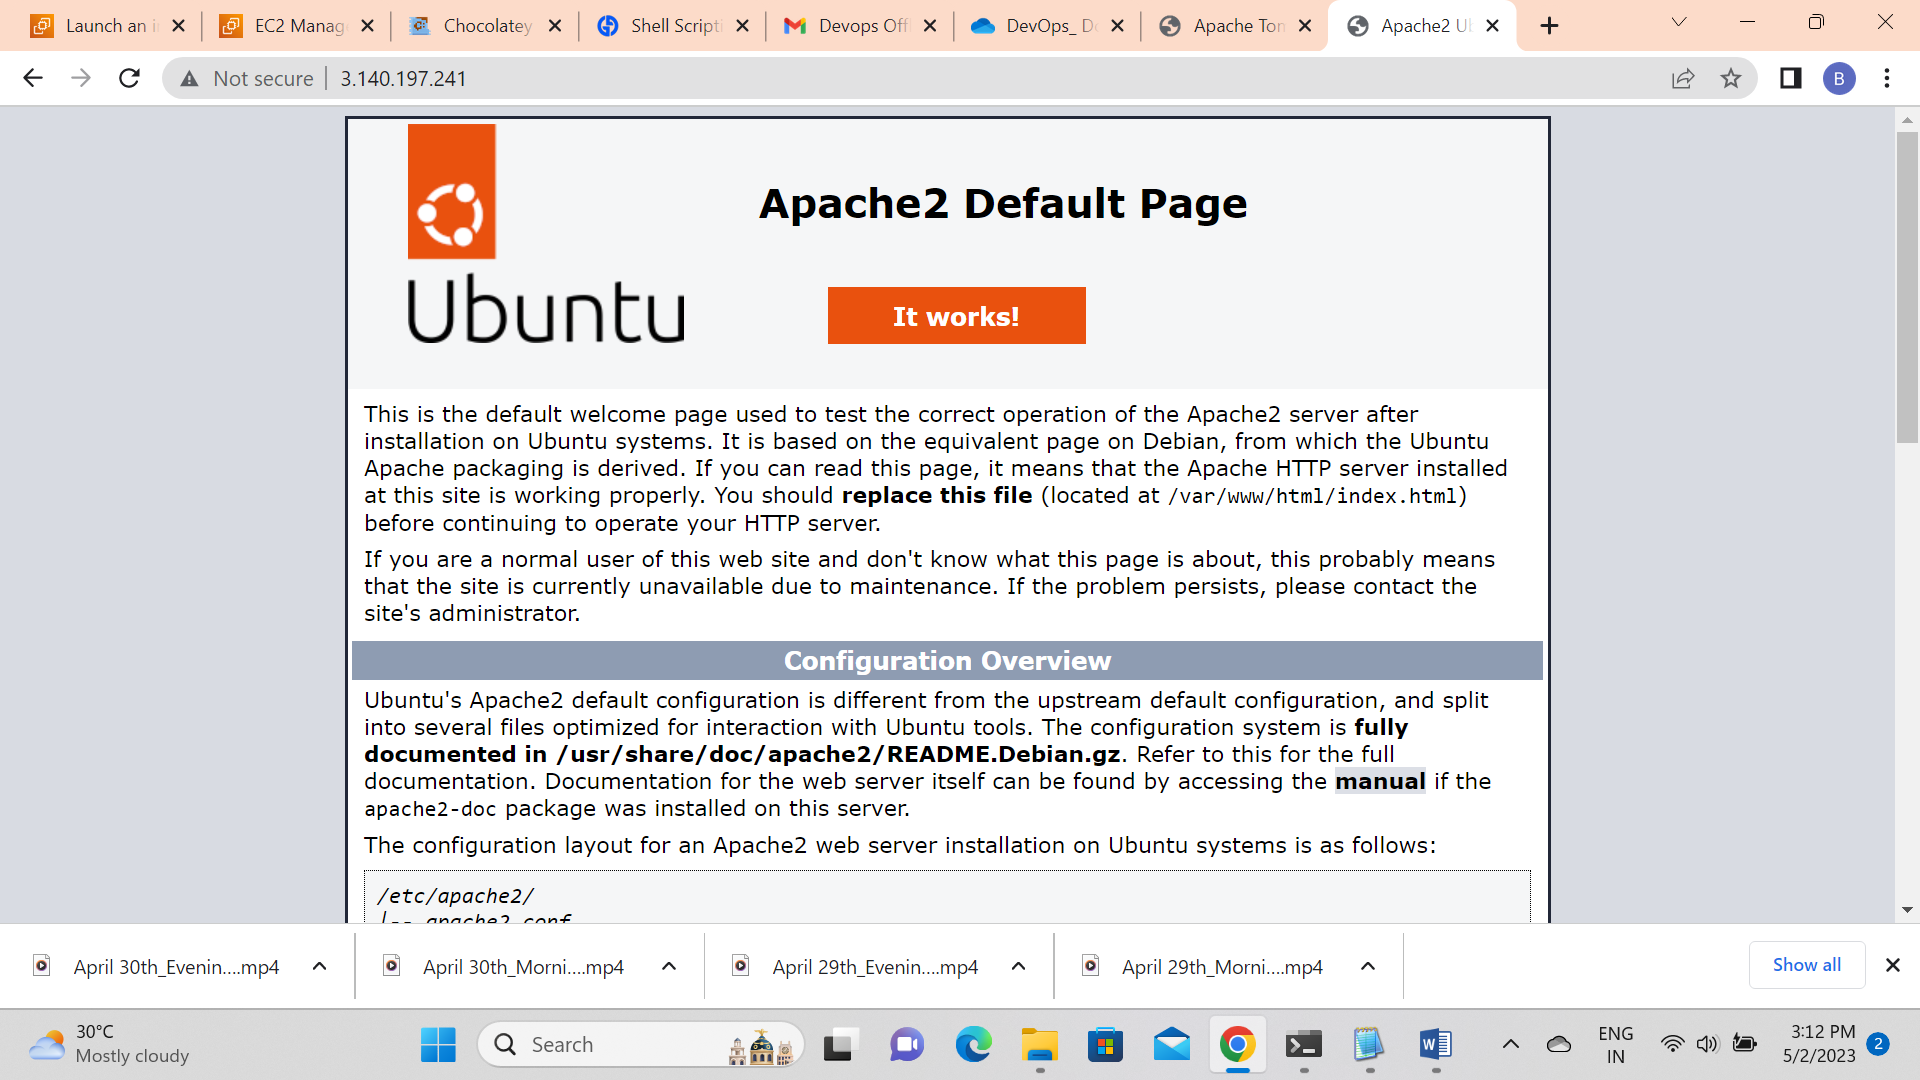 Launch an i
EC2 Manag
Chocolatey
Shell Scripti
Devops Offl
DevOps_ D
Apache Tom
Apache2 Ub
Not secure
3.140.197.241
B
Apache2 Default Page
Ubuntu
It works!
This is the default welcome page used to test the correct operation of the Apache2 server after
installation on Ubuntu systems. It is based on the equivalent page on Debian, from which the Ubuntu
Apache packaging is derived. If you can read this page, it means that the Apache HTTP server installed
at this site is working properly. You should replace this file (located at /var/www/html/index.html)
before continuing to operate your HTTP server.
If you are a normal user of this web site and don't know what this page is about, this probably means
that the site is currently unavailable due to maintenance. If the problem persists, please contact the
site's administrator.
Configuration Overview
Ubuntu's Apache2 default configuration is different from the upstream default configuration, and split
into several files optimized for interaction with Ubuntu tools. The configuration system is fully
documented in /usr/share/doc/apache2/README.Debian.gz. Refer to this for the full
documentation. Documentation for the web server itself can be found by accessing the manual if the
apache2-doc package was installed on this server.
The configuration layout for an Apache2 web server installation on Ubuntu systems is as follows:
/etc/apache2/
|-- apache2.conf
April 30th_Evenin....mp4
April 30th_Morni....mp4
April 29th_Evenin....mp4
April 29th_Morni....mp4
Show all
30°C
Mostly cloudy
Search
W
ENG
IN
3:12 PM
5/2/2023
2